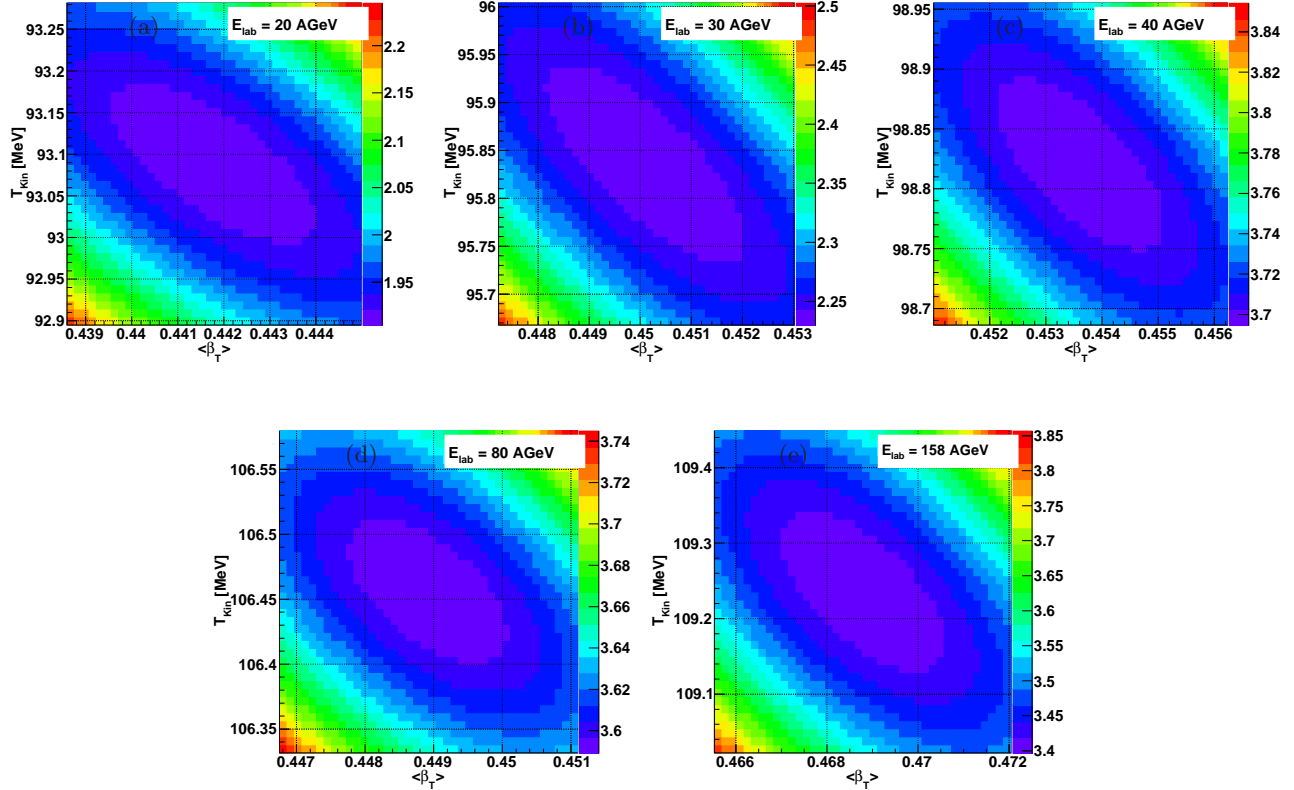 (a)
E_lab = 20 AGeV
T_Kin [MeV]
93.25
93.2
93.15
93.1
93.05
93
92.95
92.9
0.439 0.44 0.441 0.442 0.443 0.444
<β_T>
2.2
2.15
2.1
2.05
2
1.95
(b)
E_lab = 30 AGeV
T_Kin [MeV]
96
95.95
95.9
95.85
95.8
95.75
95.7
0.448 0.449 0.45 0.451 0.452 0.453
<β_T>
2.5
2.45
2.4
2.35
2.3
2.25
(c)
E_lab = 40 AGeV
T_Kin [MeV]
98.95
98.9
98.85
98.8
98.75
98.7
0.452 0.453 0.454 0.455 0.456
<β_T>
3.84
3.82
3.8
3.78
3.76
3.74
3.72
3.7
(d)
E_lab = 80 AGeV
T_Kin [MeV]
106.55
106.5
106.45
106.4
106.35
0.447 0.448 0.449 0.45 0.451
<β_T>
3.74
3.72
3.7
3.68
3.66
3.64
3.62
3.6
(e)
E_lab = 158 AGeV
T_Kin [MeV]
109.4
109.3
109.2
109.1
0.466 0.468 0.47 0.472
<β_T>
3.85
3.8
3.75
3.7
3.65
3.6
3.55
3.5
3.45
3.4